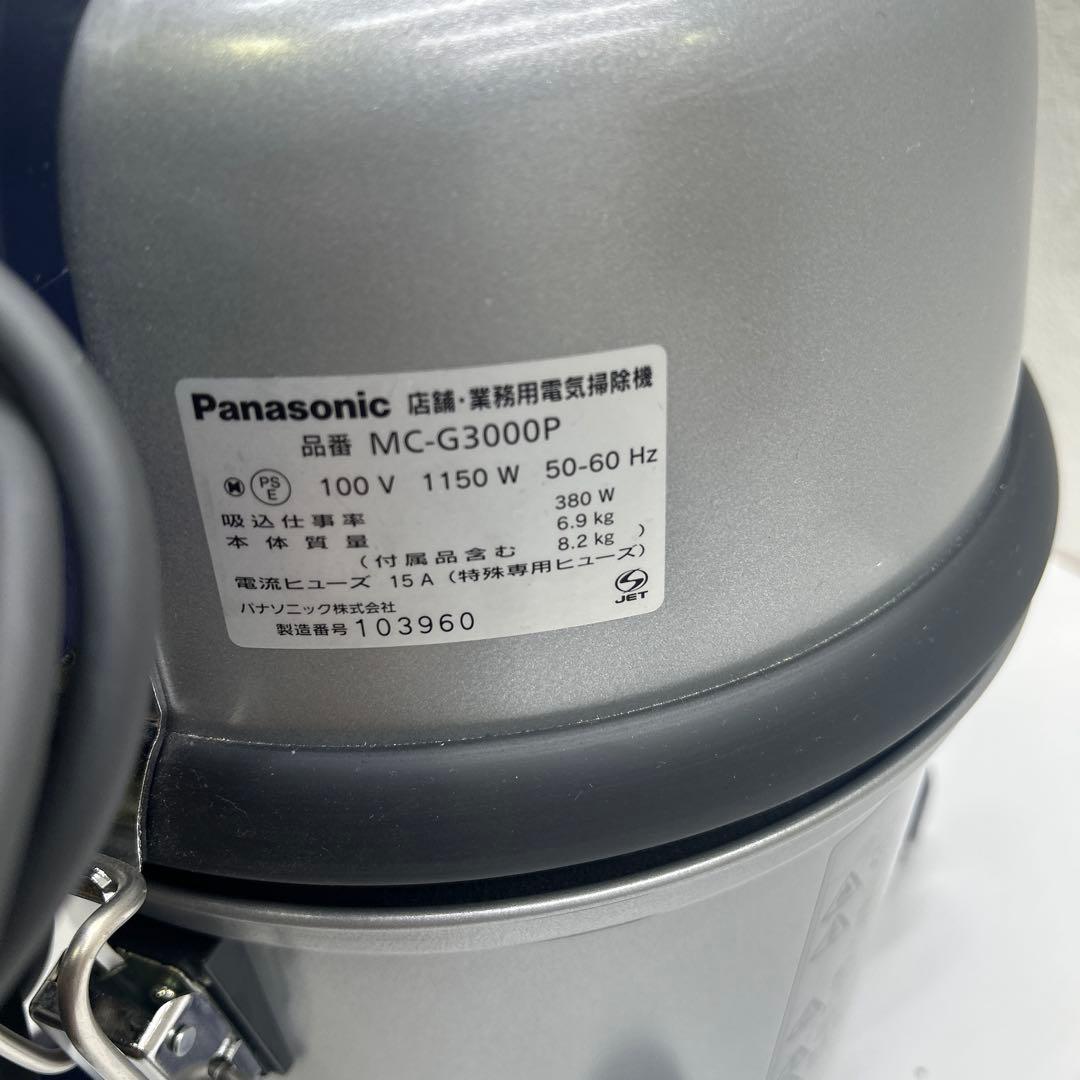 Panasonic 店舗・業務用電気掃除機
品番 MC-G3000P
PS E 100 V 1150 W 50-60 Hz
吸込仕事率 380 W
本体質量 6.9 kg
(付属品含む 8.2 kg )
電流ヒューズ 15 A (特殊専用ヒューズ)
JET
パナソニック株式会社
製造番号 103960